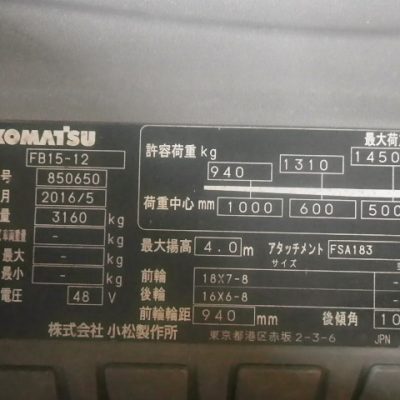 KOMATSU
FB15-12
号 850650
月 2016/5
量 3160 kg
- kg
最大 - kg
最小 - kg
電圧 48 V
最大荷
許容荷重 kg 940 1310 1450
荷重中心 mm 1000 600 500
最大揚高 4.0 m アタッチメント FSA183
サイズ
前輪 18X7-8 -
後輪 16X6-8 -
前輪輪距 940 mm 後傾角 10
株式会社 小松製作所 東京都港区赤坂2-3-6 JPN